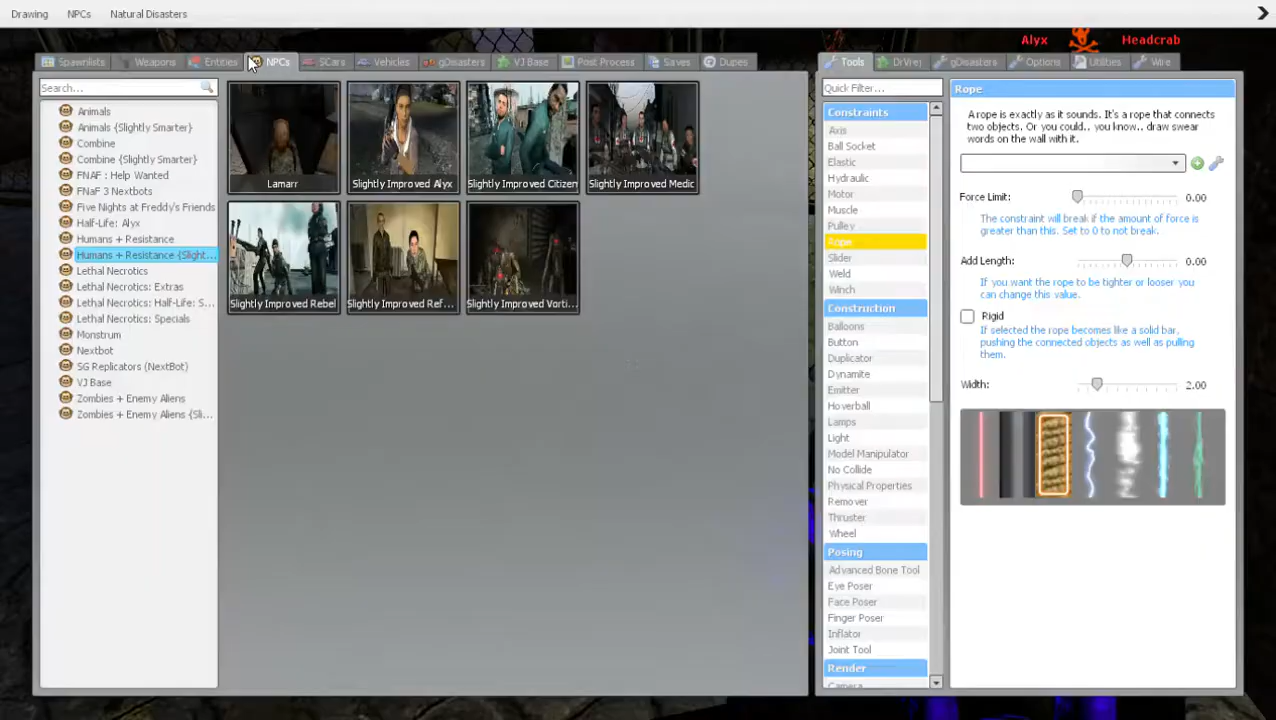 Drawing NPCs Natural Disasters
Alyx Headcrab
Spawnlists Weapons Entities NPCs SCars Vehicles gDisasters VJ Base Post Process Saves Dupes
Search...
Animals
Animals {Slightly Smarter}
Combine
Combine {Slightly Smarter}
FNAF : Help Wanted
FNaF 3 Nextbots
Five Nights at Freddy's Friends
Half-Life: Alyx
Humans + Resistance
Humans + Resistance {Slight...
Lethal Necrotics
Lethal Necrotics: Extras
Lethal Necrotics: Half-Life: S...
Lethal Necrotics: Specials
Monstrum
Nextbot
SG Replicators (NextBot)
VJ Base
Zombies + Enemy Aliens
Zombies + Enemy Aliens {Sli...
Lamarr
Slightly Improved Alyx
Slightly Improved Citizen
Slightly Improved Medic
Slightly Improved Rebel
Slightly Improved Ref...
Slightly Improved Vorti...
Tools gDisasters Options Utilities Wire
Quick Filter...
Constraints
Axis
Ball Socket
Elastic
Hydraulic
Motor
Muscle
Pulley
Rope
Slider
Weld
Winch
Construction
Balloons
Button
Duplicator
Dynamite
Emitter
Hoverball
Lamps
Light
Model Manipulator
No Collide
Physical Properties
Remover
Thruster
Wheel
Posing
Advanced Bone Tool
Eye Poser
Face Poser
Finger Poser
Inflator
Joint Tool
Render
Camera
Rope
A rope is exactly as it sounds. It's a rope that connects
two objects. Or you could.. you know.. draw swear
words on the wall with it.
Force Limit: 0.00
The constraint will break if the amount of force is
greater than this. Set to 0 to not break.
Add Length: 0.00
If you want the rope to be tighter or looser you
can change this value.
Rigid
If selected the rope becomes like a solid bar,
pushing the connected objects as well as pulling
them.
Width: 2.00